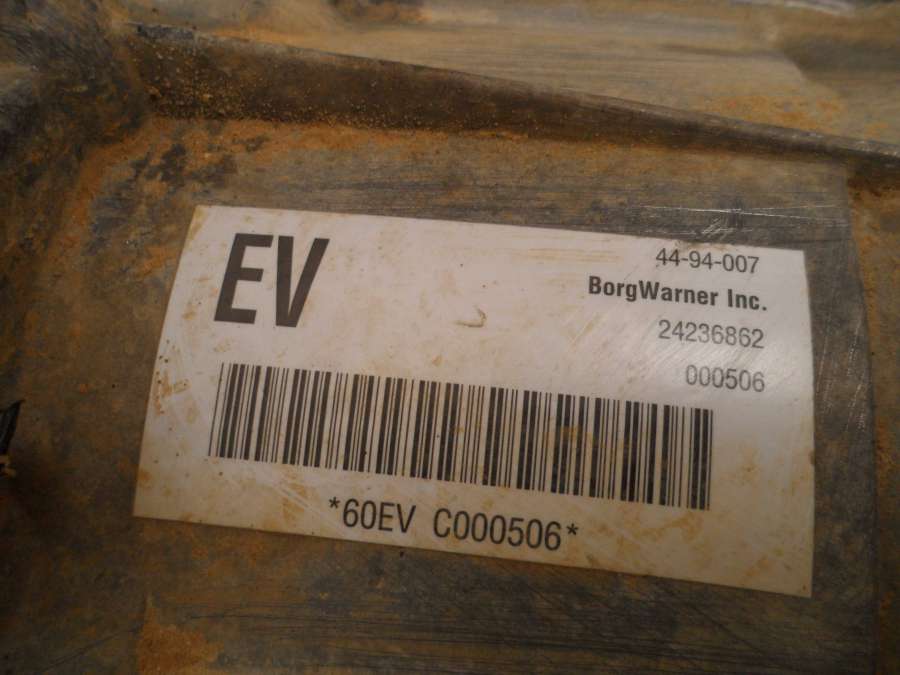 EV
44-94-007
BorgWarner Inc.
24236862
000506
*60EV C000506*